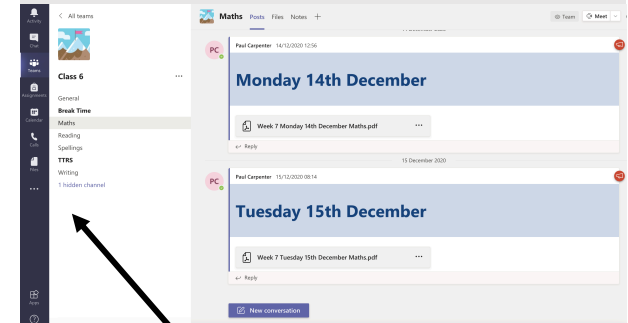 Activity
Chat
Teams
Assignments
Calendar
Calls
Files
Apps
All teams
Class 6
General
Break Time
Maths
Reading
Spellings
TTRS
Writing
1 hidden channel
Maths Posts Files Notes
Team
Meet
PC
Paul Carpenter 14/12/2020 12:56
Monday 14th December
Week 7 Monday 14th December Maths.pdf
Reply
15 December 2020
PC
Paul Carpenter 15/12/2020 08:14
Tuesday 15th December
Week 7 Tuesday 15th December Maths.pdf
Reply
New conversation